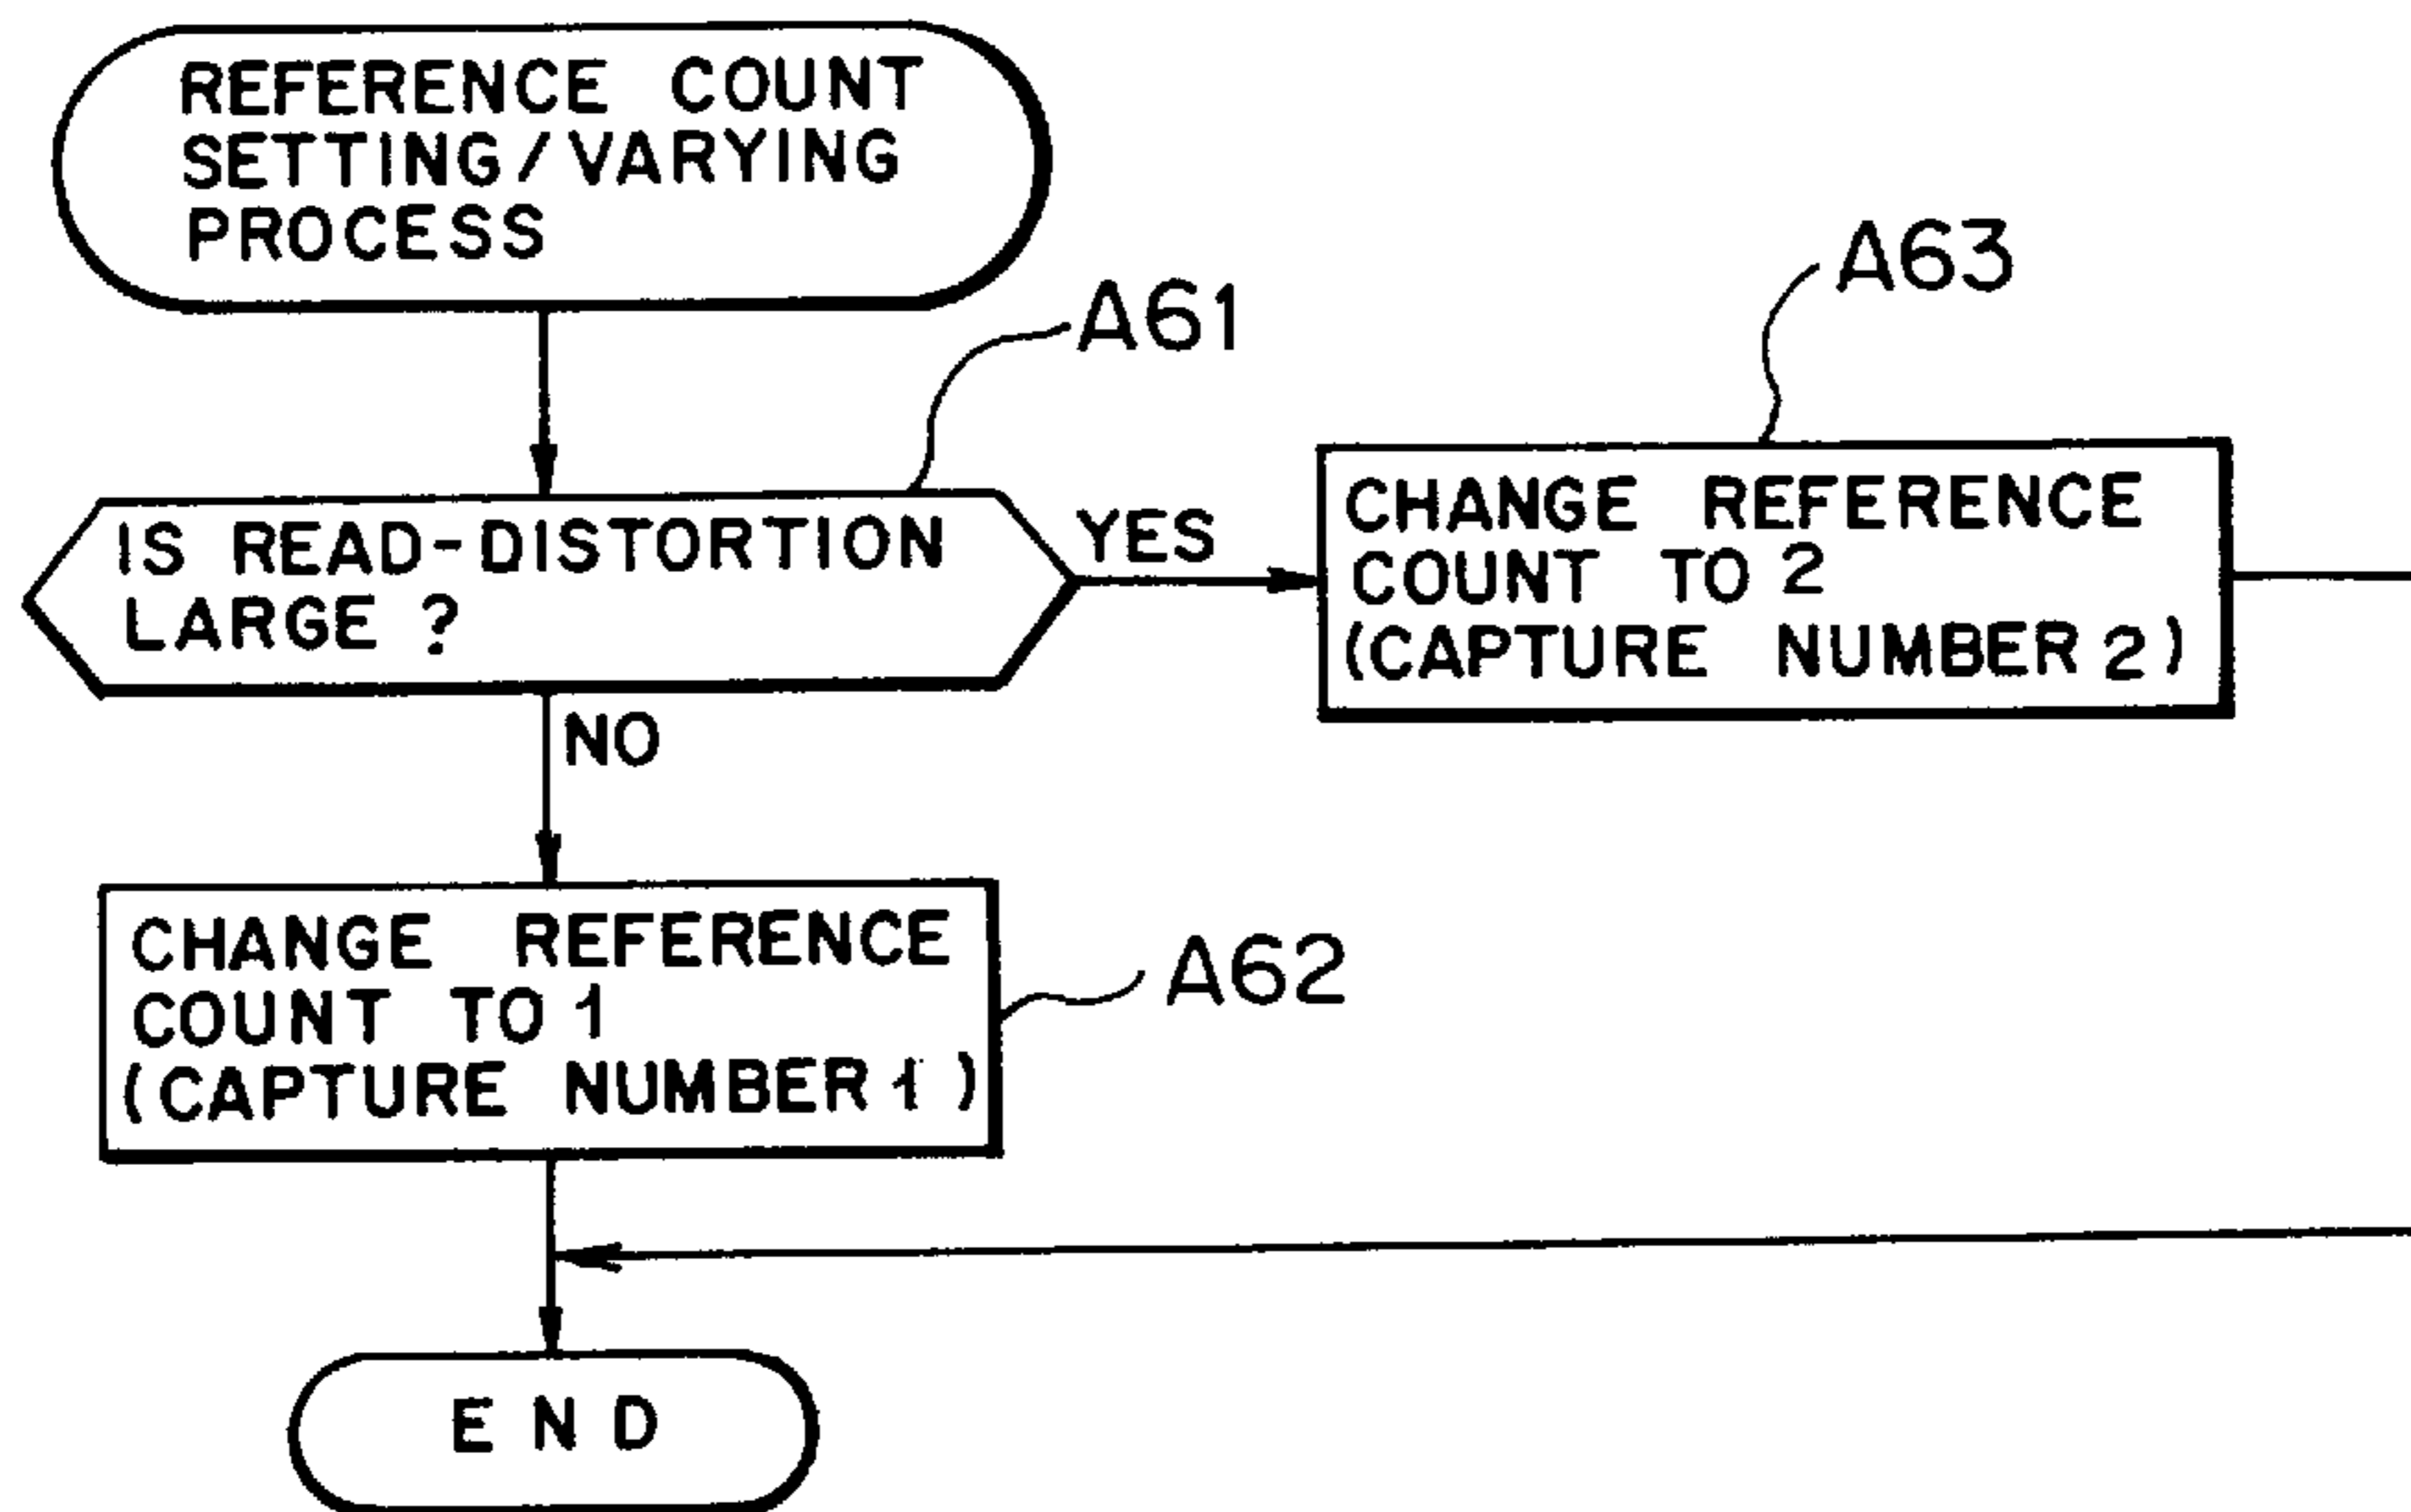 REFERENCE COUNT
SETTING/VARYING
PROCESS
A61
A63
IS READ-DISTORTION
LARGE ?
YES
CHANGE REFERENCE
COUNT TO 2
(CAPTURE NUMBER 2)
NO
CHANGE REFERENCE
COUNT TO 1
(CAPTURE NUMBER 1)
A62
END